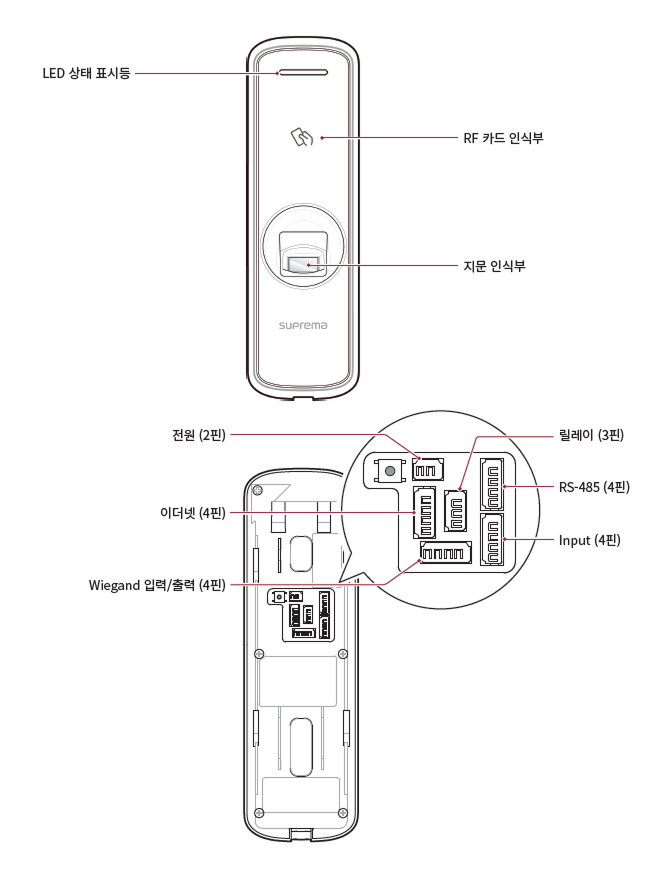 LED 상태 표시등
RF 카드 인식부
지문 인식부
suprema
전원 (2핀)
릴레이 (3핀)
RS-485 (4핀)
이더넷 (4핀)
Input (4핀)
Wiegand 입력/출력 (4핀)